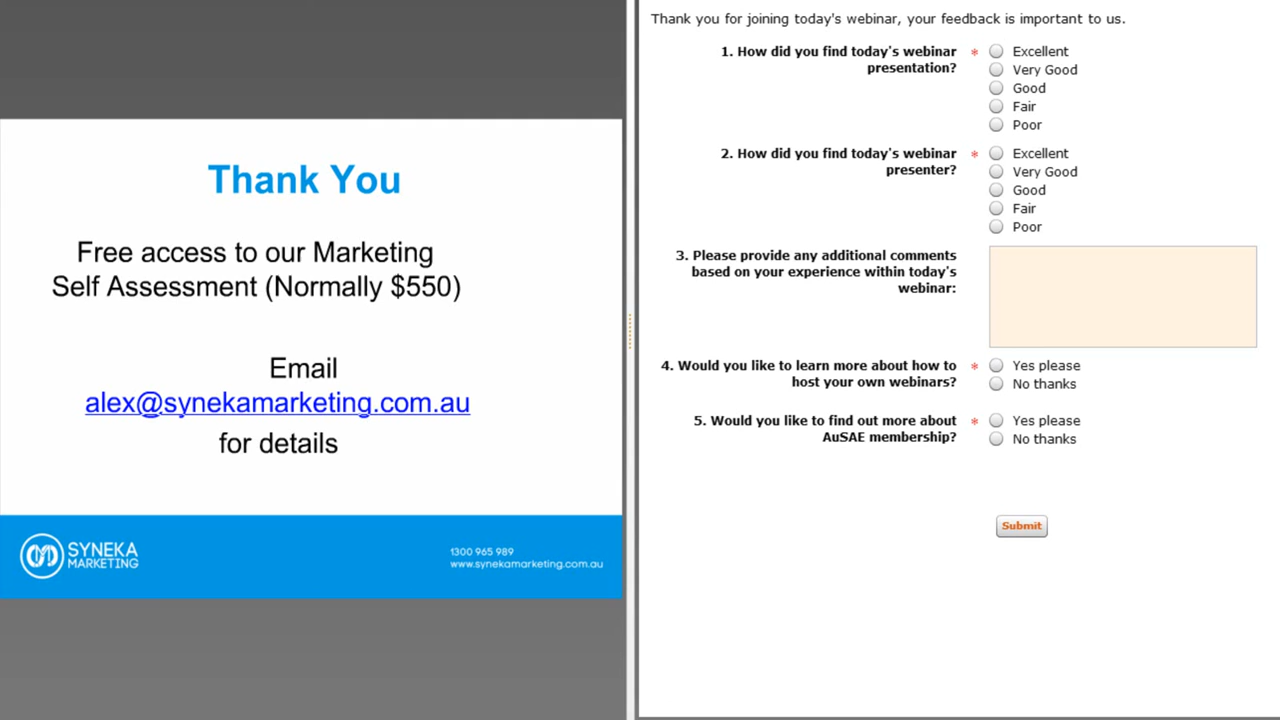 Thank You
Free access to our Marketing
Self Assessment (Normally $550)
Email
alex@synekamarketing.com.au
for details
SYNEKA
MARKETING
1300 965 989
www.synekamarketing.com.au
Thank you for joining today's webinar, your feedback is important to us.
1. How did you find today's webinar
presentation?
*
Excellent
Very Good
Good
Fair
Poor
2. How did you find today's webinar
presenter?
*
Excellent
Very Good
Good
Fair
Poor
3. Please provide any additional comments
based on your experience within today's
webinar:
4. Would you like to learn more about how to
host your own webinars?
*
Yes please
No thanks
5. Would you like to find out more about
AuSAE membership?
*
Yes please
No thanks
Submit